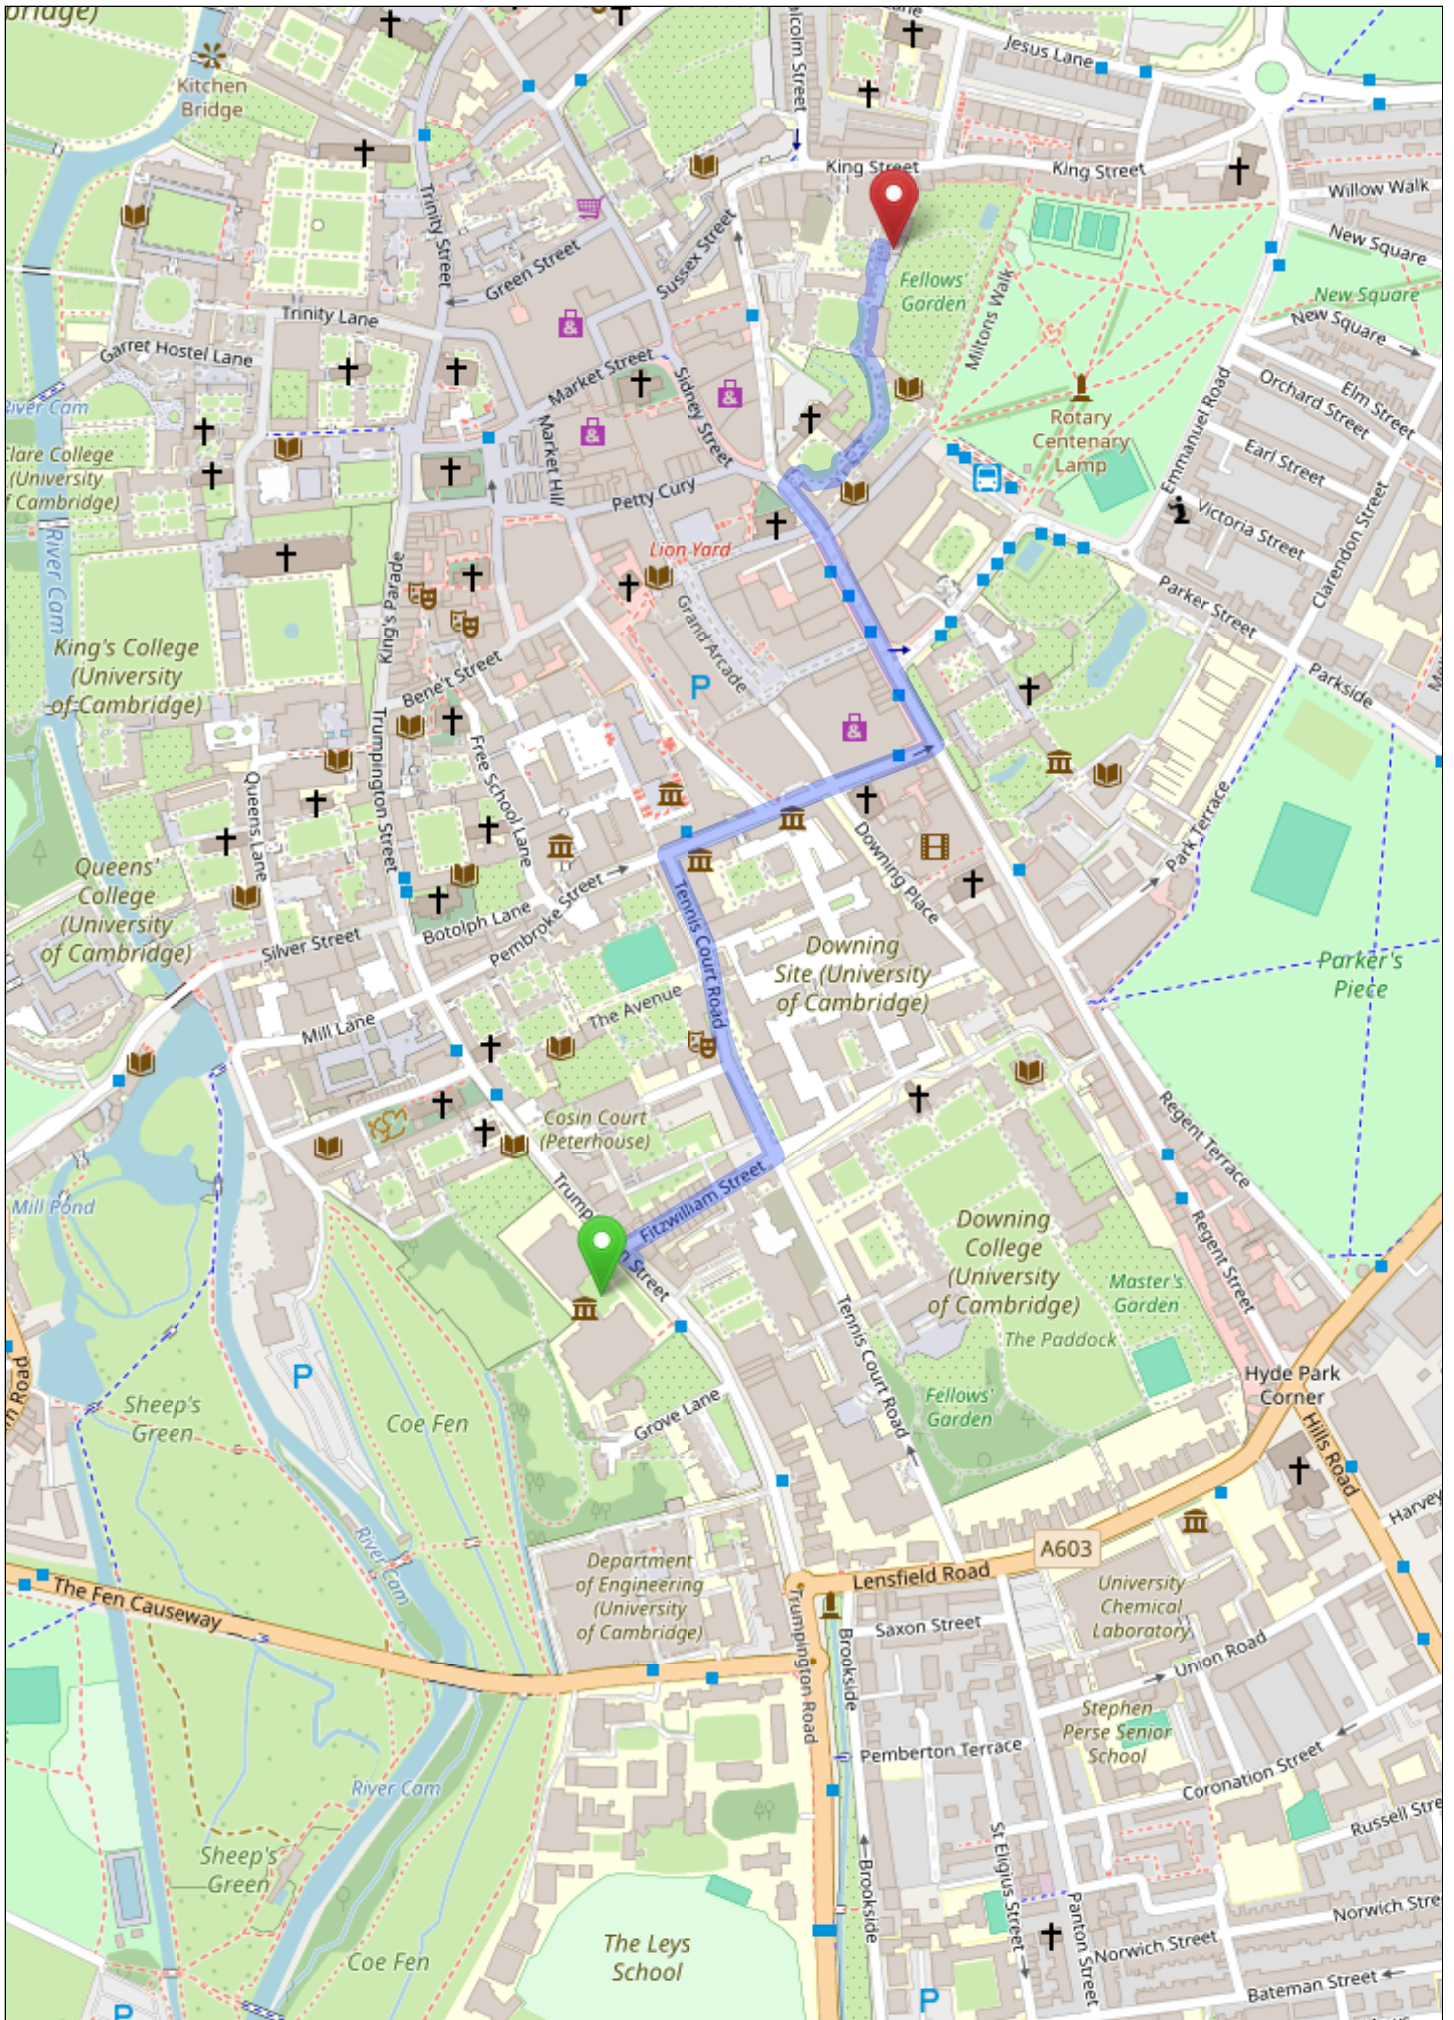 bridge)
Kitchen
Bridge
Jesus Lane
King Street
King Street
Willow Walk
New Square
New Square
New Square
Trinity Street
Green Street
Sussex Street
Fellows'
Garden
Miltons Walk
Trinity Lane
Garret Hostel Lane
Market Street
Sidney Street
Orchard Street
Elm Street
River Cam
Rotary
Centenary
Lamp
Emmanuel Road
Earl Street
Market Hill
Petty Cury
Victoria Street
Clarendon Street
River Cam
Lion Yard
King's Parade
Grand Arcade
Parker Street
King's College
(University
of Cambridge)
Bene't Street
P
Parkside
Trumpington Street
Free School Lane
Queens Lane
Park Terrace
Downing Place
Queens'
College
(University
of Cambridge)
Botolph Lane
Pembroke Street
Silver Street
Tennis Court Road
Downing
Site (University
of Cambridge)
Parker's
Piece
The Avenue
Mill Lane
Cosin Court
(Peterhouse)
Regent Terrace
Mill Pond
Fitzwilliam Street
Downing
College
(University
of Cambridge)
Regent Street
Master's
Garden
The Paddock
Tennis Court Road
Hyde Park
Corner
P
Sheep's
Green
Coe Fen
Grove Lane
Fellows'
Garden
Hills Road
River Cam
A603
Lensfield Road
Department
of Engineering
(University
of Cambridge)
University
Chemical
Laboratory
The Fen Causeway
Saxon Street
Union Road
Trumpington Road
Brookside
Stephen
Perse Senior
School
Pemberton Terrace
Coronation Street
River Cam
Sheep's
Green
St Eligius Street
Brookside
Panton Street
Norwich Street
Coe Fen
The Leys
School
Bateman Street
P
P